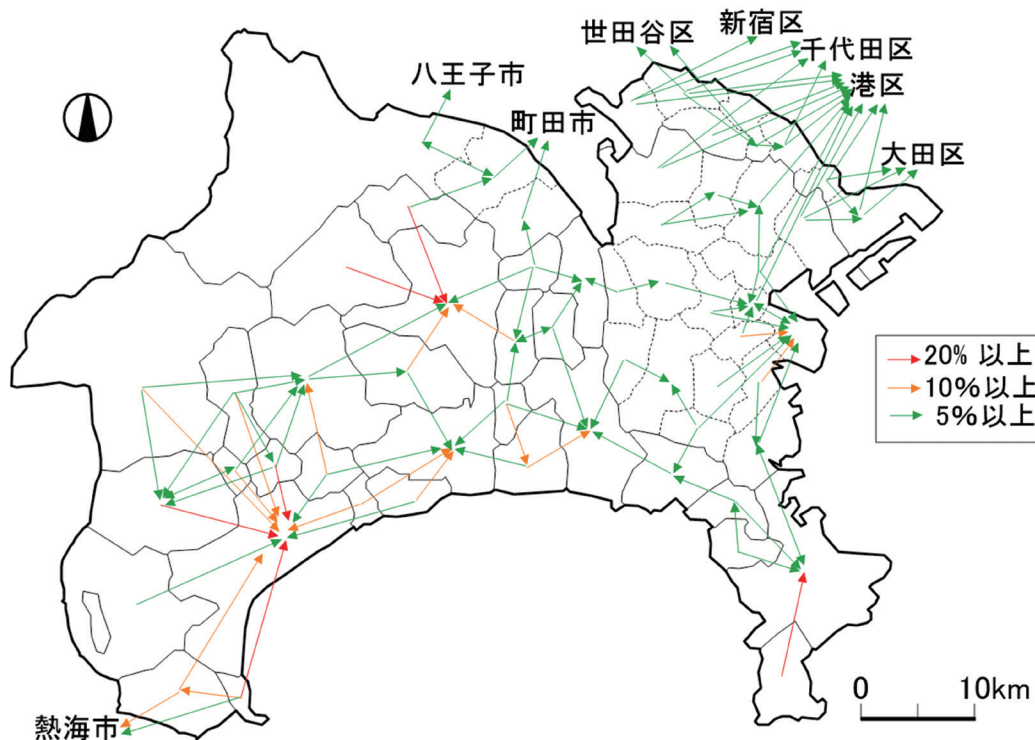 新宿区
世田谷区
千代田区
八王子市
港区
町田市
大田区
20% 以上
10%以上
5%以上
0 10km
熱海市